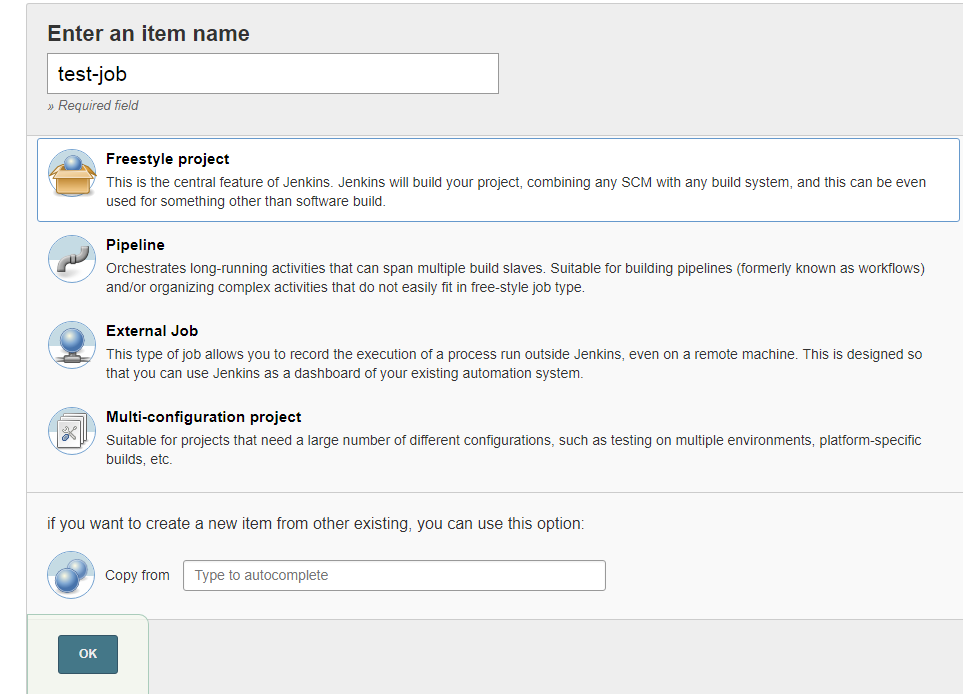 Enter an item name
test-job
» Required field
Freestyle project
This is the central feature of Jenkins. Jenkins will build your project, combining any SCM with any build system, and this can be even
used for something other than software build.
Pipeline
Orchestrates long-running activities that can span multiple build slaves. Suitable for building pipelines (formerly known as workflows)
and/or organizing complex activities that do not easily fit in free-style job type.
External Job
This type of job allows you to record the execution of a process run outside Jenkins, even on a remote machine. This is designed so
that you can use Jenkins as a dashboard of your existing automation system.
Multi-configuration project
Suitable for projects that need a large number of different configurations, such as testing on multiple environments, platform-specific
builds, etc.
if you want to create a new item from other existing, you can use this option:
Copy from Type to autocomplete
OK